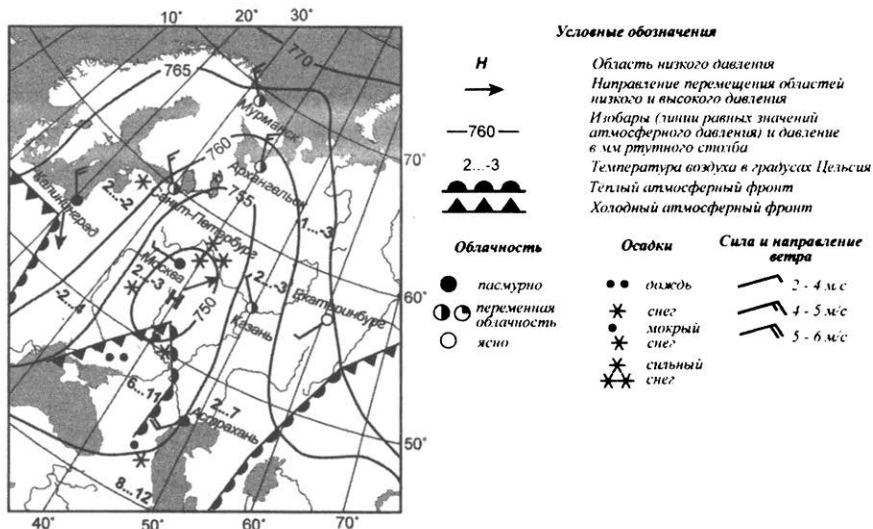 10° 20° 30°
765
770
Мурманск
760
Архангельск
70°
755
Санкт-Петербург
Калининград
2...-2
1...-3
Москва
2...-3
2...-3
Екатеринбург
60°
Н
750
Казань
-2...4
6...11
2...7
Астрахань
50°
8...12
40° 50° 60° 70°
Условные обозначения
Н Область низкого давления
Направление перемещения областей
низкого и высокого давления
760 Изобары (линии равных значений
атмосферного давления) и давление
в мм ртутного столба
2...-3 Температура воздуха в градусах Цельсия
Теплый атмосферный фронт
Холодный атмосферный фронт
Облачность
пасмурно
переменная
облачность
ясно
Осадки
дождь
снег
мокрый
снег
сильный
снег
Сила и направление
ветра
2 - 4 м/с
4 - 5 м/с
5 - 6 м/с